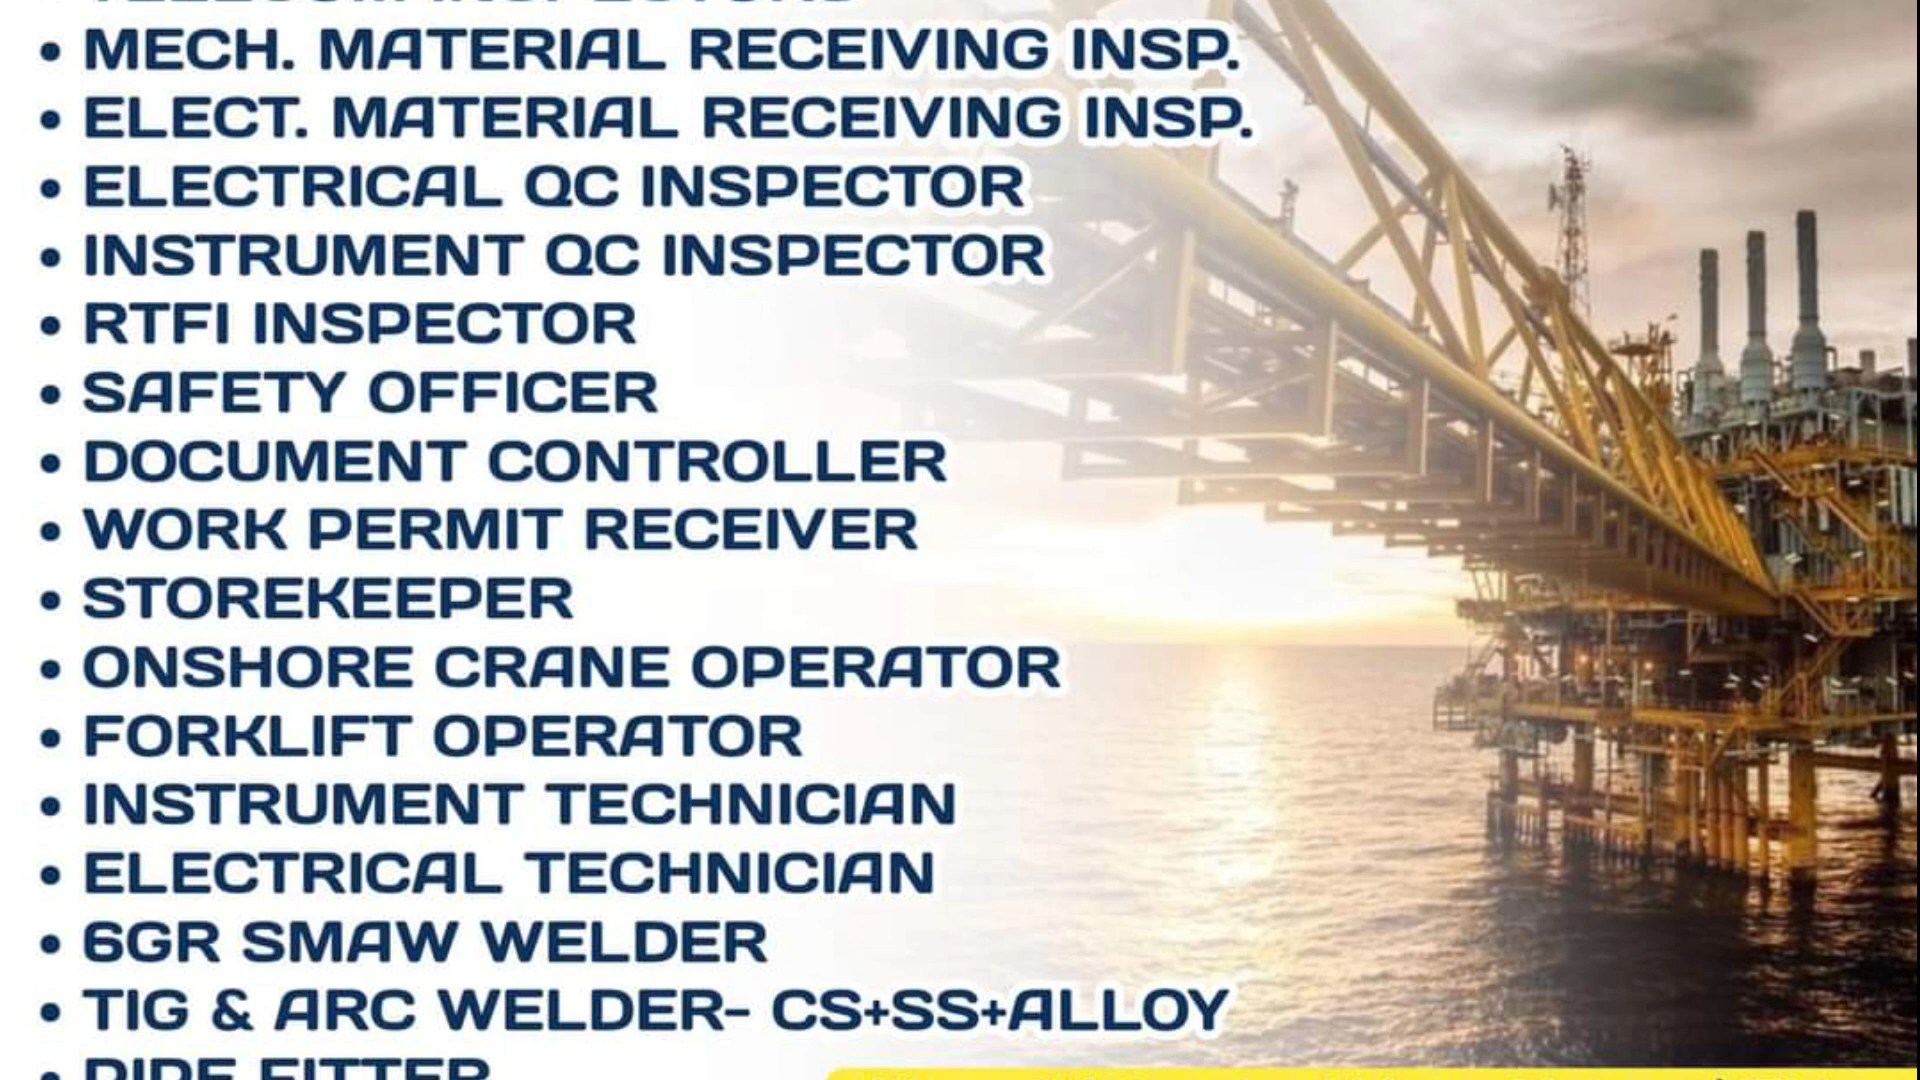 • MECH. MATERIAL RECEIVING INSP.
• ELECT. MATERIAL RECEIVING INSP.
• ELECTRICAL QC INSPECTOR
• INSTRUMENT QC INSPECTOR
• RTFI INSPECTOR
• SAFETY OFFICER
• DOCUMENT CONTROLLER
• WORK PERMIT RECEIVER
• STOREKEEPER
• ONSHORE CRANE OPERATOR
• FORKLIFT OPERATOR
• INSTRUMENT TECHNICIAN
• ELECTRICAL TECHNICIAN
• 6GR SMAW WELDER
• TIG & ARC WELDER- CS+SS+ALLOY
• PIPE FITTER